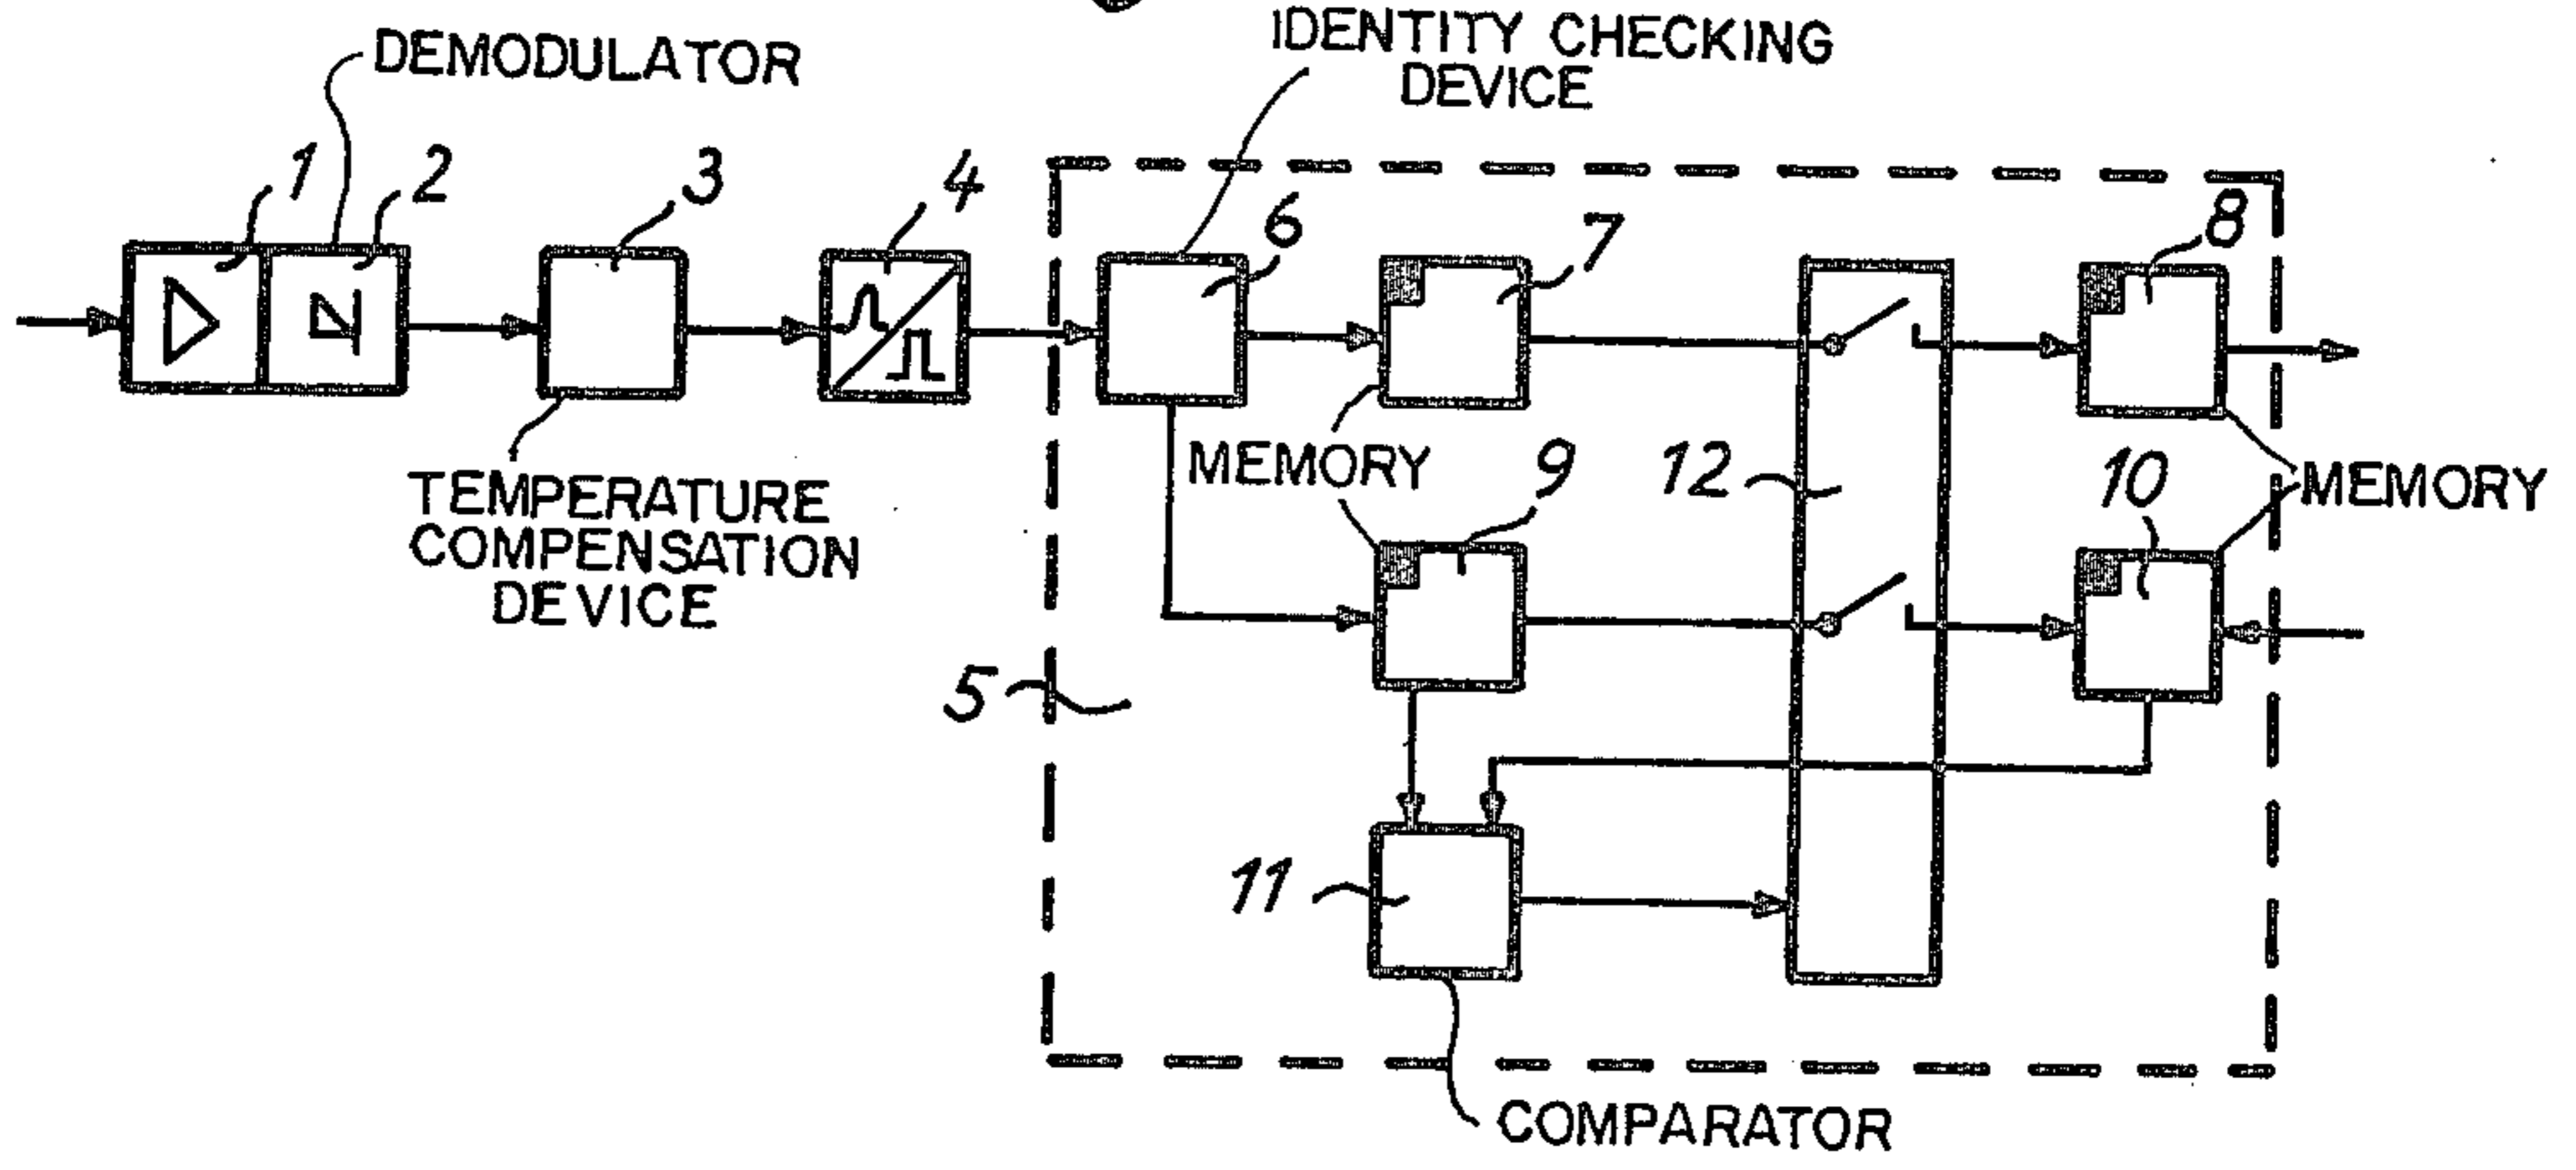 DEMODULATOR
IDENTITY CHECKING
DEVICE
1
2
3
4
6
7
8
TEMPERATURE
COMPENSATION
DEVICE
MEMORY
9
12
10
MEMORY
5
11
COMPARATOR